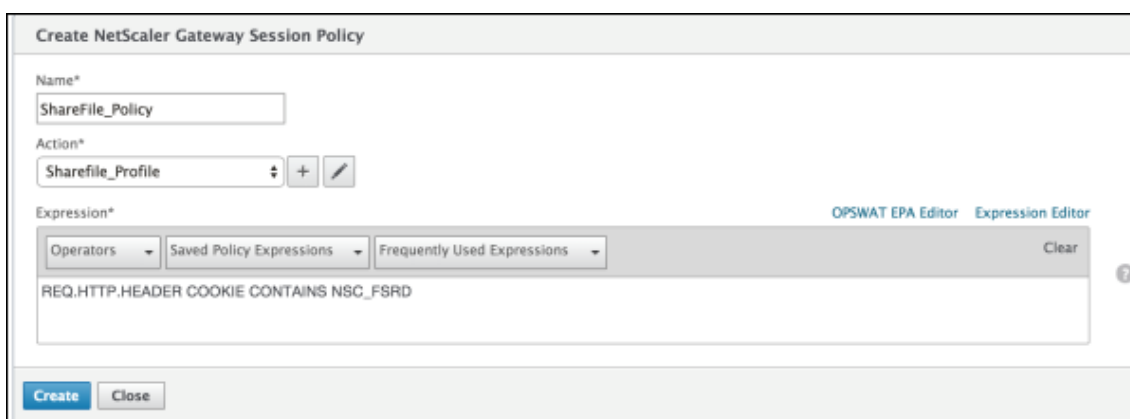 Create NetScaler Gateway Session Policy
Name*
ShareFile_Policy
Action*
Sharefile_Profile
+
Expression*
OPSWAT EPA Editor Expression Editor
Operators Saved Policy Expressions Frequently Used Expressions Clear
?
REQ.HTTP.HEADER COOKIE CONTAINS NSC_FSRD
Create Close